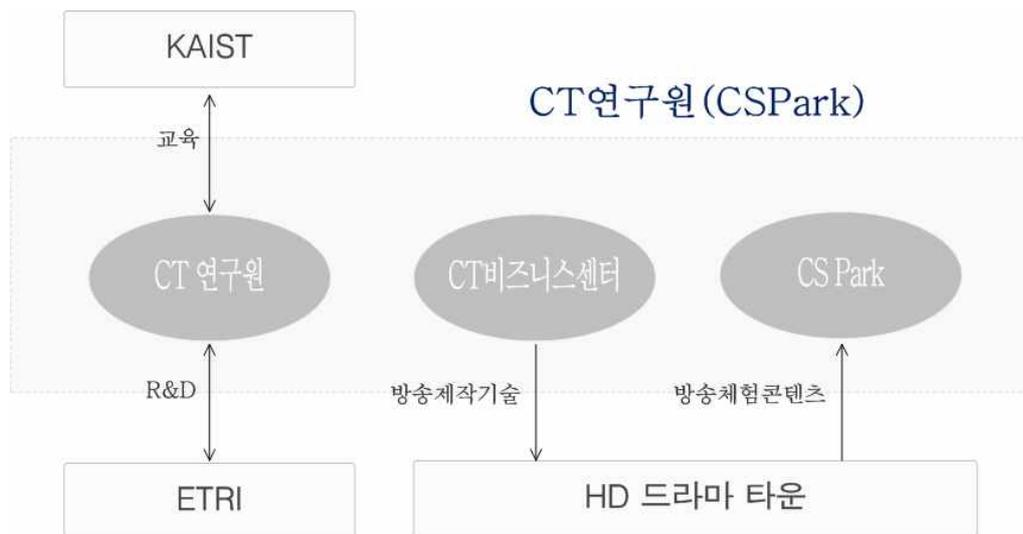 KAIST
CT연구원(CSPark)
교육
CT 연구원
CT비즈니스센터
CS Park
R&D
방송제작기술
방송체험콘텐츠
ETRI
HD 드라마 타운